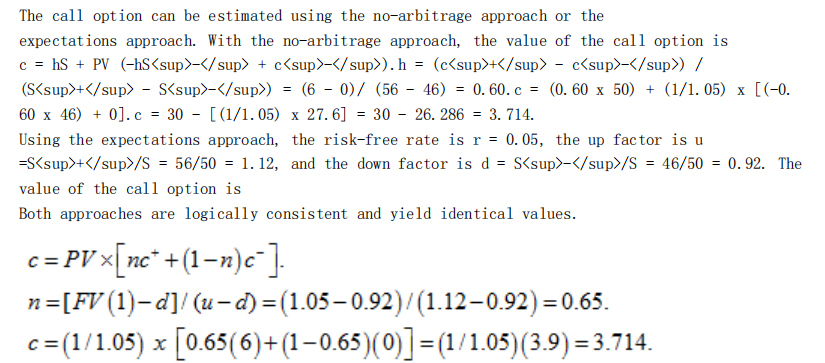 The call option can be estimated using the no-arbitrage approach or the
expectations approach. With the no-arbitrage approach, the value of the call option is
c = hS + PV (-hS<sup>-</sup> + c<sup>-</sup>).h = (c<sup>+</sup> - c<sup>-</sup>) /
(S<sup>+</sup> - S<sup>-</sup>) = (6 - 0)/ (56 - 46) = 0.60.c = (0.60 x 50) + (1/1.05) x [(-0.
60 x 46) + 0].c = 30 - [(1/1.05) x 27.6] = 30 - 26.286 = 3.714.
Using the expectations approach, the risk-free rate is r = 0.05, the up factor is u
=S<sup>+</sup>/S = 56/50 = 1.12, and the down factor is d = S<sup>-</sup>/S = 46/50 = 0.92. The
value of the call option is
Both approaches are logically consistent and yield identical values.
c = PV×[nc⁺+(1−n)c⁻].
n=[FV(1)−d]/(u−d)=(1.05−0.92)/(1.12−0.92)=0.65.
c=(1/1.05) x [0.65(6)+(1−0.65)(0)]=(1/1.05)(3.9)=3.714.